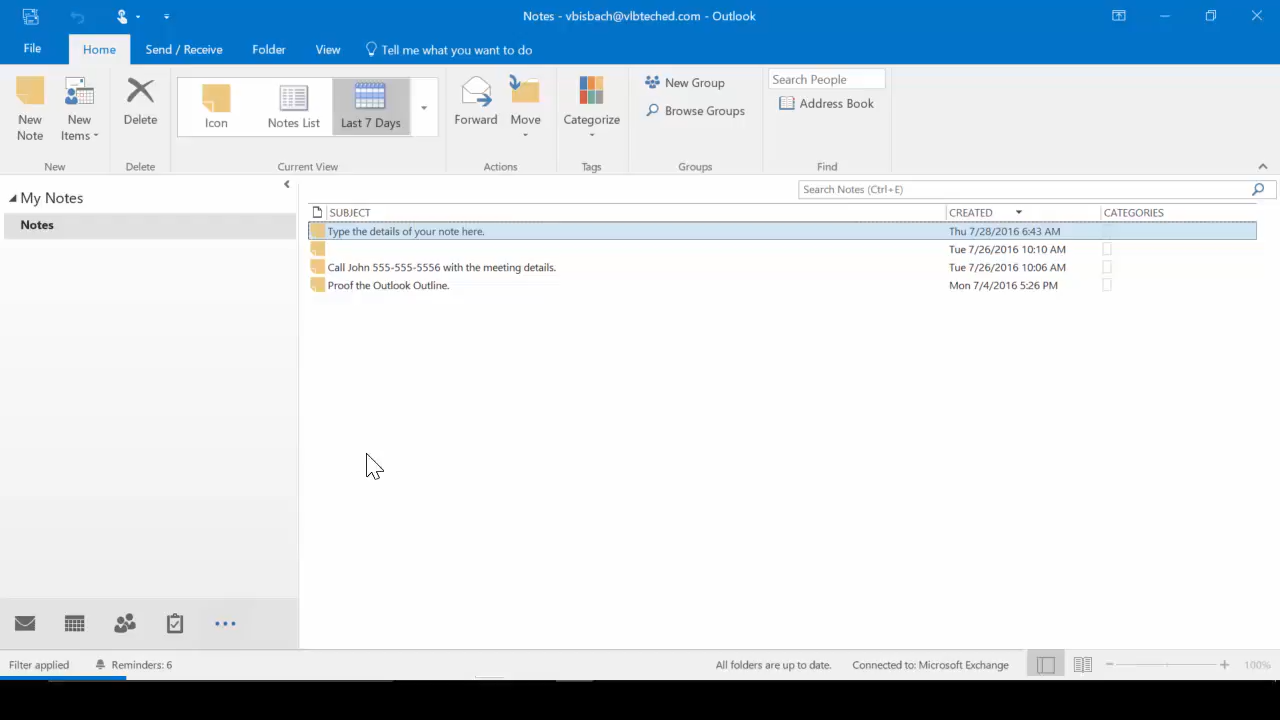 Notes - vbisbach@vlbteched.com - Outlook
File Home Send / Receive Folder View Tell me what you want to do
New Note
New Items
Delete
Icon
Notes List
Last 7 Days
Forward
Move
Categorize
New Group
Browse Groups
Search People
Address Book
New Delete Current View Actions Tags Groups Find
My Notes
Notes
Search Notes (Ctrl+E)
SUBJECT CREATED CATEGORIES
Type the details of your note here. Thu 7/28/2016 6:43 AM
Tue 7/26/2016 10:10 AM
Call John 555-555-5556 with the meeting details. Tue 7/26/2016 10:06 AM
Proof the Outlook Outline. Mon 7/4/2016 5:26 PM
Filter applied Reminders: 6 All folders are up to date. Connected to: Microsoft Exchange 100%